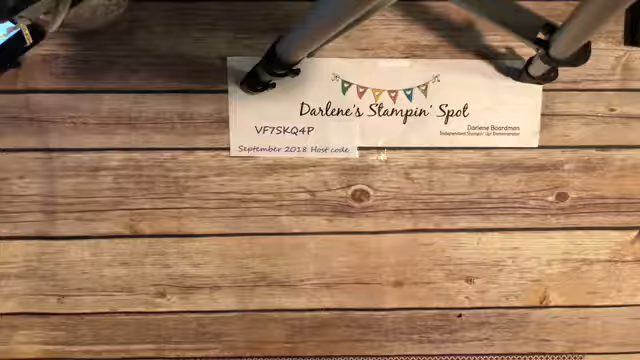 Darlene's Stampin' Spot
VF7SKQ4P
Darlene Boardman
Independent Stampin' Up! Demonstrator
September 2018 Host code